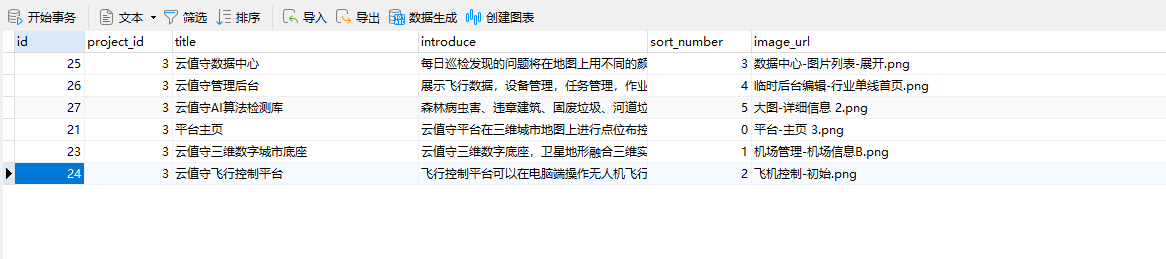 开始事务 文本 筛选 排序 导入 导出 数据生成 创建图表
id project_id title introduce sort_number image_url
25 3 云值守数据中心 每日巡检发现的问题将在地图上用不同的颜 3 数据中心-图片列表-展开.png
26 3 云值守管理后台 展示飞行数据，设备管理，任务管理，作业 4 临时后台编辑-行业单线首页.png
27 3 云值守AI算法检测库 森林病虫害、违章建筑、固废垃圾、河道垃 5 大图-详细信息 2.png
21 3 平台主页 云值守平台在三维城市地图上进行点位布控 0 平台-主页 3.png
23 3 云值守三维数字城市底座 云值守三维数字底座，卫星地形融合三维实 1 机场管理-机场信息B.png
24 3 云值守飞行控制平台 飞行控制平台可以在电脑端操作无人机飞行 2 飞机控制-初始.png